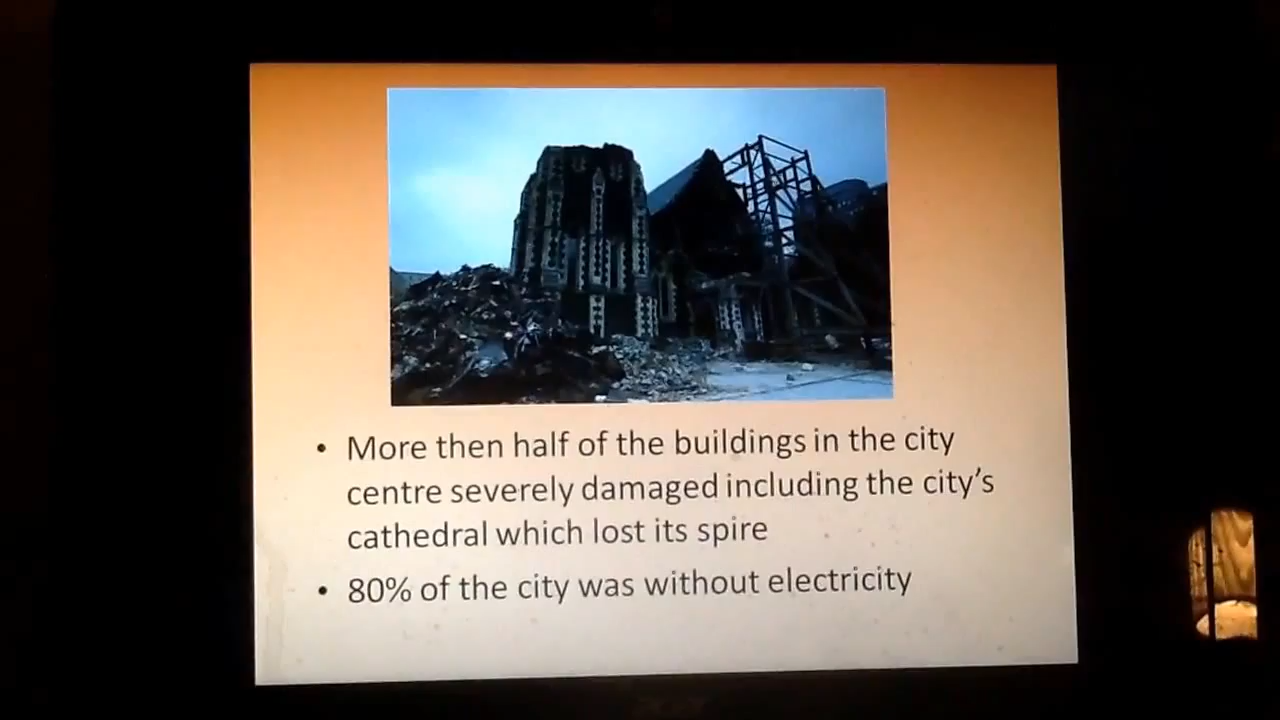 • More then half of the buildings in the city
centre severely damaged including the city's
cathedral which lost its spire
• 80% of the city was without electricity